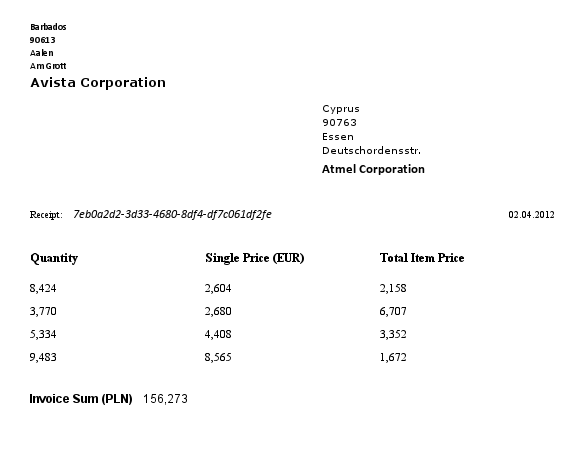 Barbados
90613
Aalen
Am Grott
Avista Corporation
Cyprus
90763
Essen
Deutschordensstr.
Atmel Corporation
Receipt: 7eb0a2d2-3d33-4680-8df4-df7c061df2fe 02.04.2012
Quantity Single Price (EUR) Total Item Price
8,424 2,604 2,158
3,770 2,680 6,707
5,334 4,408 3,352
9,483 8,565 1,672
Invoice Sum (PLN) 156,273